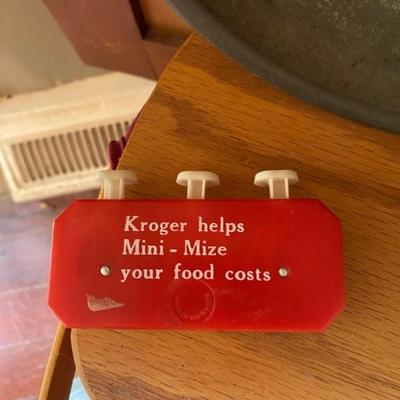 Kroger helps
Mini - Mize
your food costs